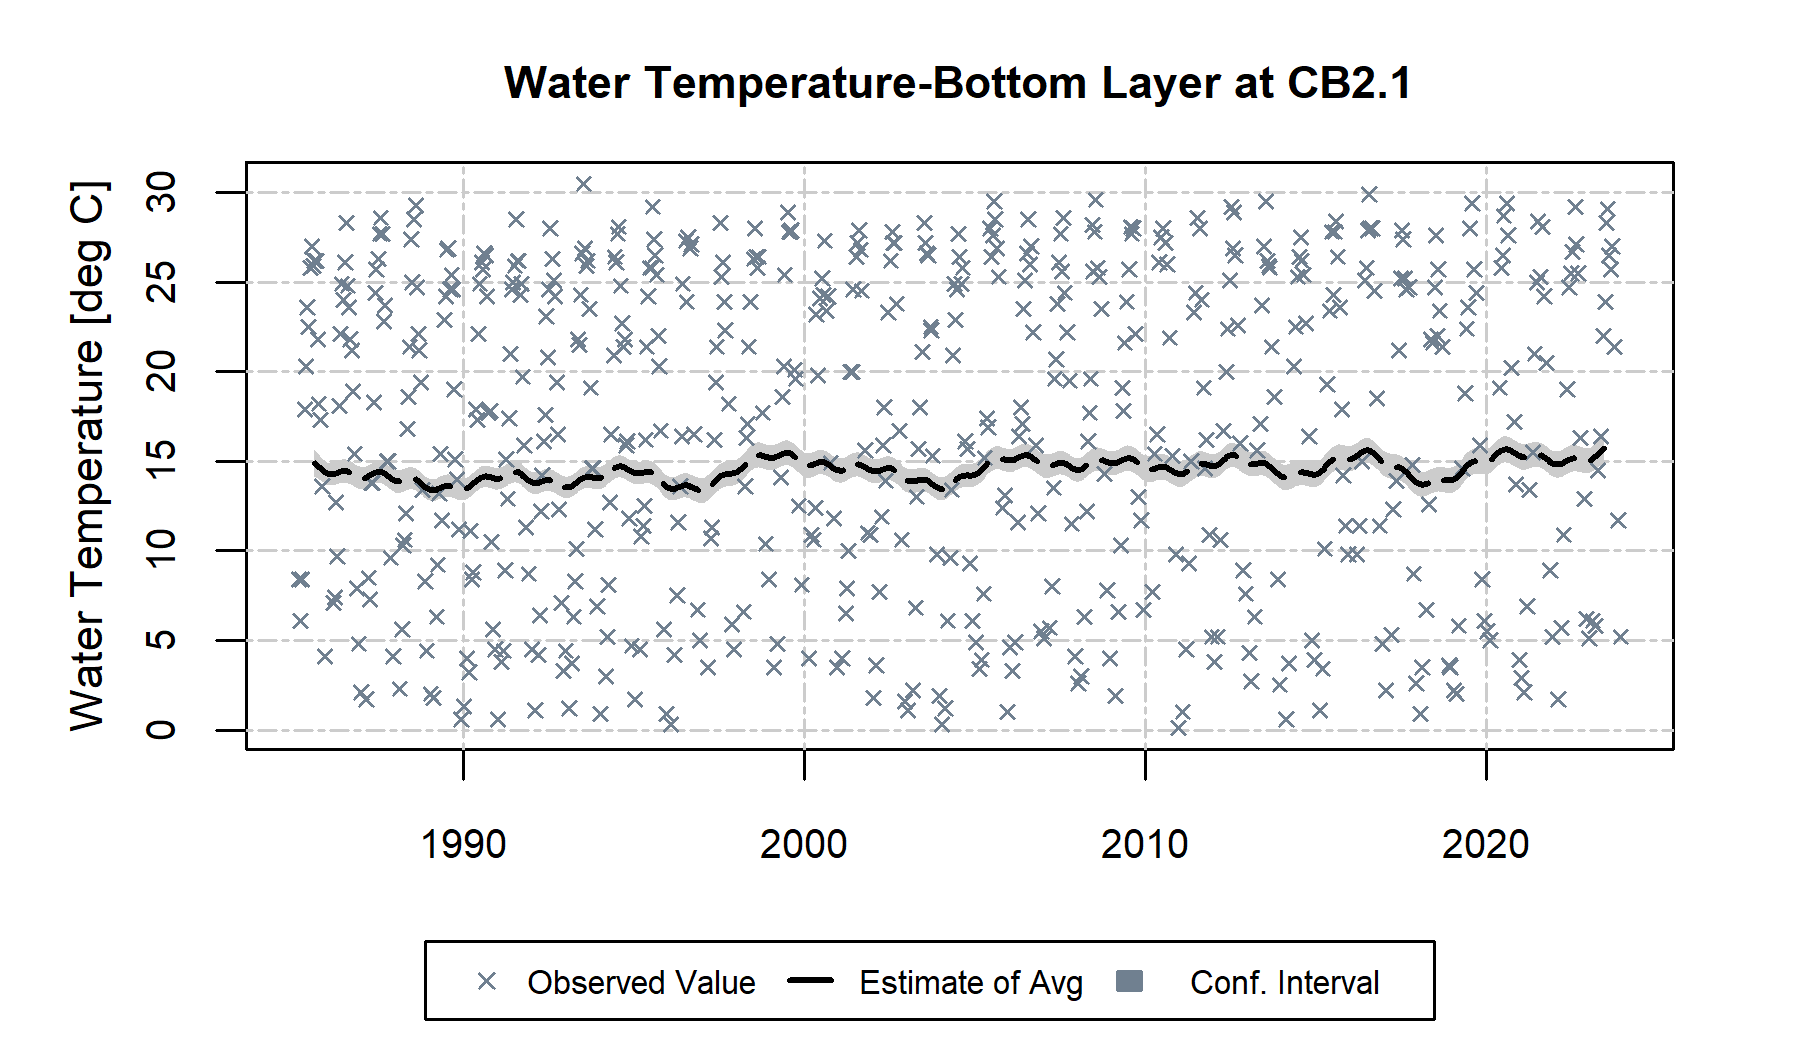 Water Temperature-Bottom Layer at CB2.1
Water Temperature [deg C]
30
25
20
15
10
5
0
1990 2000 2010 2020
Observed Value Estimate of Avg Conf. Interval